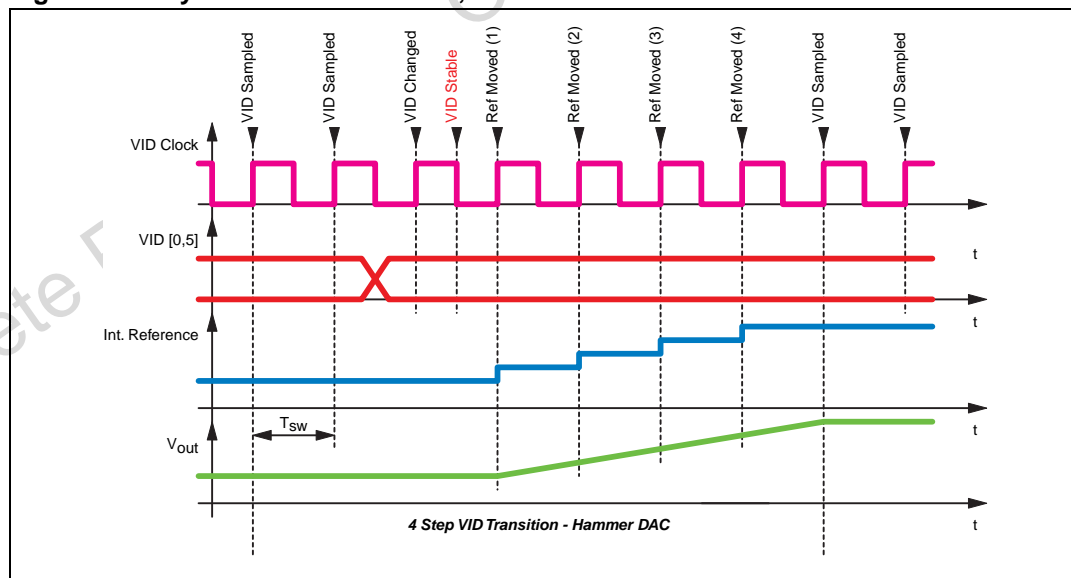 VID Sampled
VID Sampled
VID Changed
VID Stable
Ref Moved (1)
Ref Moved (2)
Ref Moved (3)
Ref Moved (4)
VID Sampled
VID Sampled
VID Clock
t
VID [0,5]
t
Int. Reference
t
Tsw
Vout
t
4 Step VID Transition - Hammer DAC